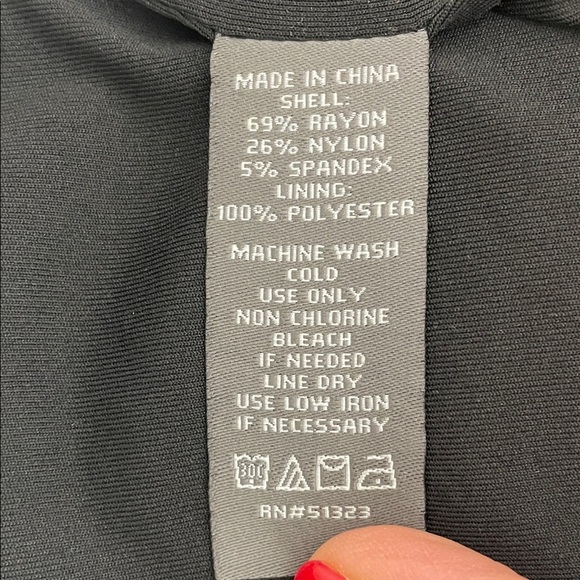 MADE IN CHINA
SHELL:
69% RAYON
26% NYLON
5% SPANDEX
LINING:
100% POLYESTER
MACHINE WASH
COLD
USE ONLY
NON CHLORINE
BLEACH
IF NEEDED
LINE DRY
USE LOW IRON
IF NECESSARY
30C
RN#51323